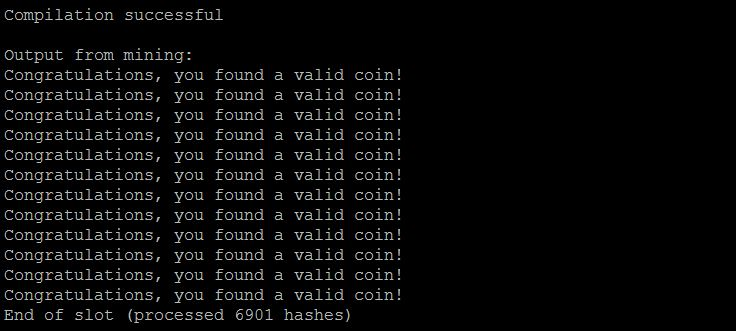 Compilation successful
Output from mining:
Congratulations, you found a valid coin!
Congratulations, you found a valid coin!
Congratulations, you found a valid coin!
Congratulations, you found a valid coin!
Congratulations, you found a valid coin!
Congratulations, you found a valid coin!
Congratulations, you found a valid coin!
Congratulations, you found a valid coin!
Congratulations, you found a valid coin!
Congratulations, you found a valid coin!
Congratulations, you found a valid coin!
Congratulations, you found a valid coin!
End of slot (processed 6901 hashes)